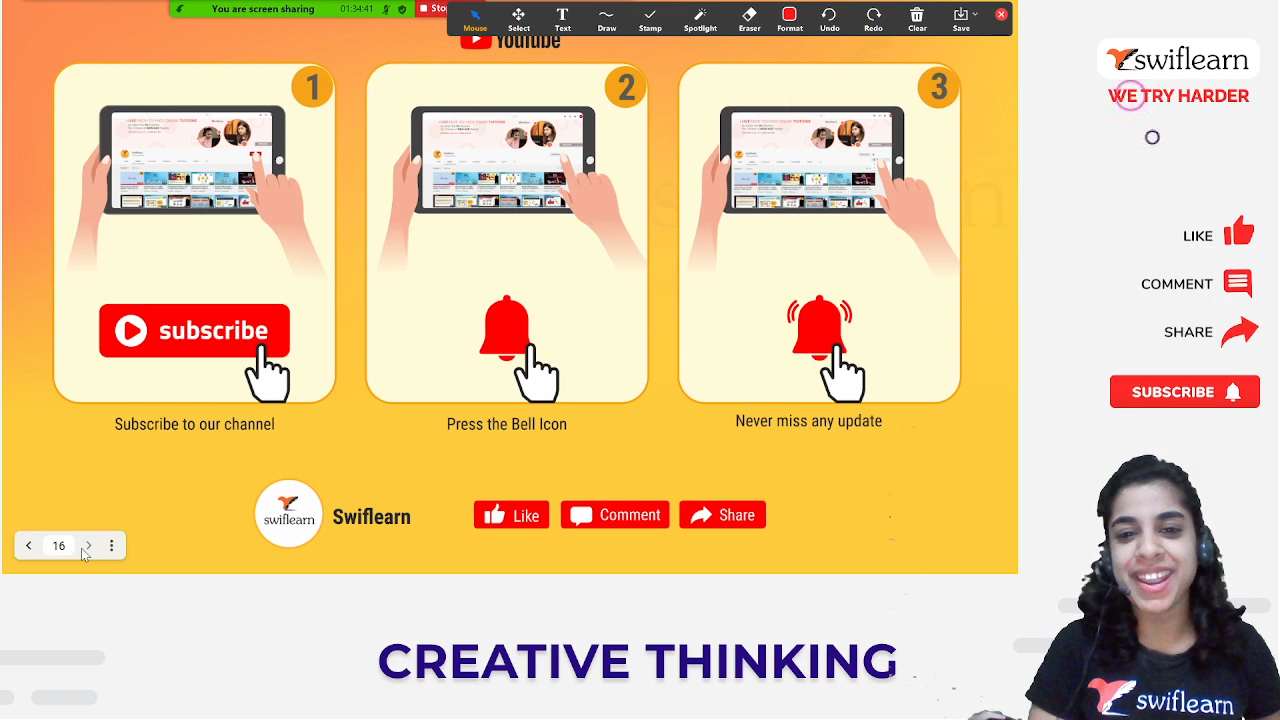 You are screen sharing
01:34:41
Stop
Mouse
Select
Text
Draw
Stamp
Spotlight
Eraser
Format
Undo
Redo
Clear
Save
YouTube
1
2
3
subscribe
Subscribe to our channel
Press the Bell Icon
Never miss any update
swiflearn
Swiflearn
Like
Comment
Share
16
CREATIVE THINKING
swiflearn
WE TRY HARDER
LIKE
COMMENT
SHARE
SUBSCRIBE
swiflearn